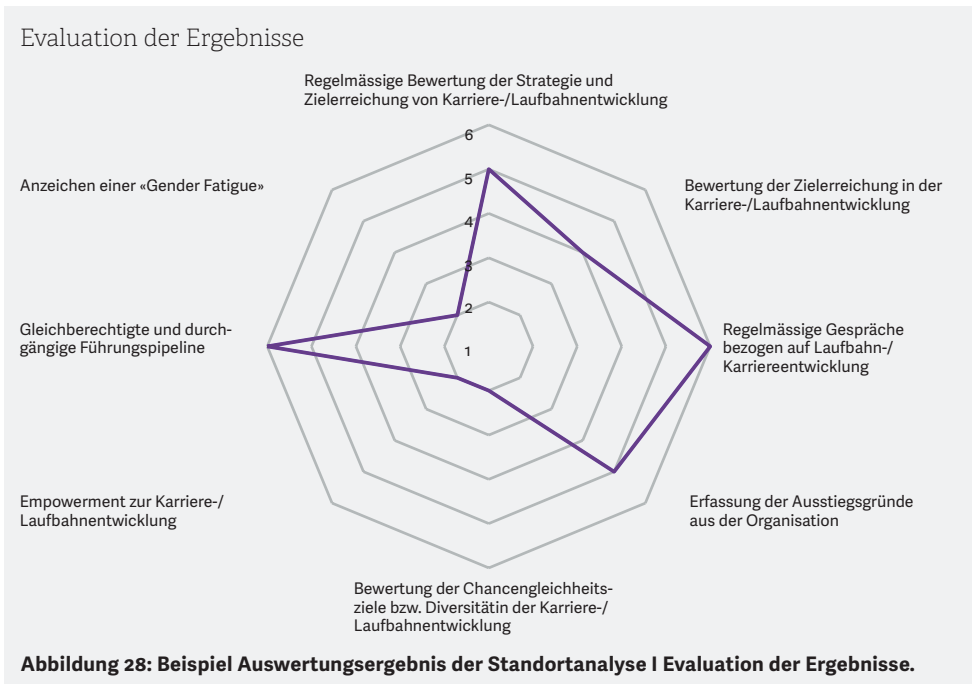 Evaluation der Ergebnisse
Regelmässige Bewertung der Strategie und
Zielerreichung von Karriere-/Laufbahnentwicklung
6
Anzeichen einer «Gender Fatigue»
5
Bewertung der Zielerreichung in der
Karriere-/Laufbahnentwicklung
4
3
2
Gleichberechtigte und durch-
gängige Führungspipeline
1
Regelmässige Gespräche
bezogen auf Laufbahn-/
Karriereentwicklung
Empowerment zur Karriere-/
Laufbahnentwicklung
Erfassung der Ausstiegsgründe
aus der Organisation
Bewertung der Chancengleichheits-
ziele bzw. Diversitätin der Karriere-/
Laufbahnentwicklung
Abbildung 28: Beispiel Auswertungsergebnis der Standortanalyse I Evaluation der Ergebnisse.